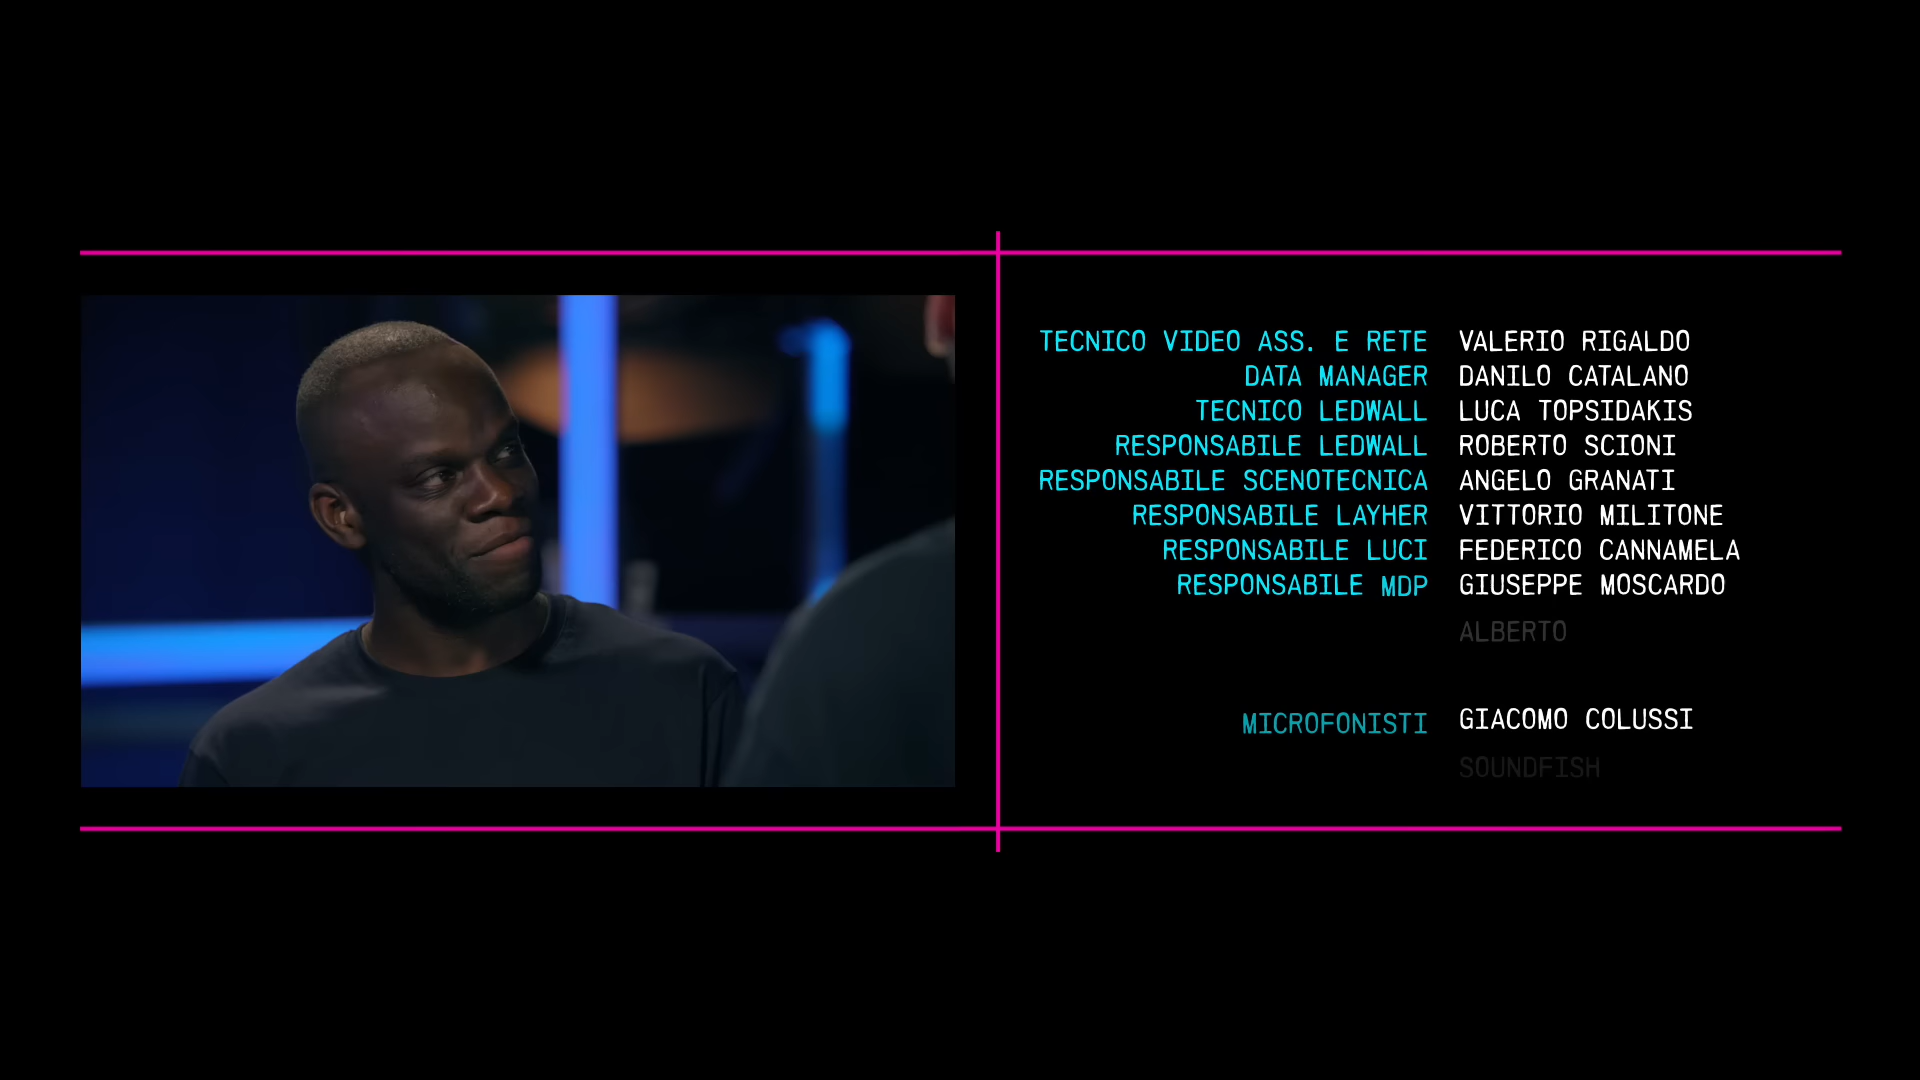 TECNICO VIDEO ASS. E RETE VALERIO RIGALDO
DATA MANAGER DANILO CATALANO
TECNICO LEDWALL LUCA TOPSIDAKIS
RESPONSABILE LEDWALL ROBERTO SCIONI
RESPONSABILE SCENOTECNICA ANGELO GRANATI
RESPONSABILE LAYHER VITTORIO MILITONE
RESPONSABILE LUCI FEDERICO CANNAMELA
RESPONSABILE MDP GIUSEPPE MOSCARDO
ALBERTO
MICROFONISTI GIACOMO COLUSSI
SOUNDFISH